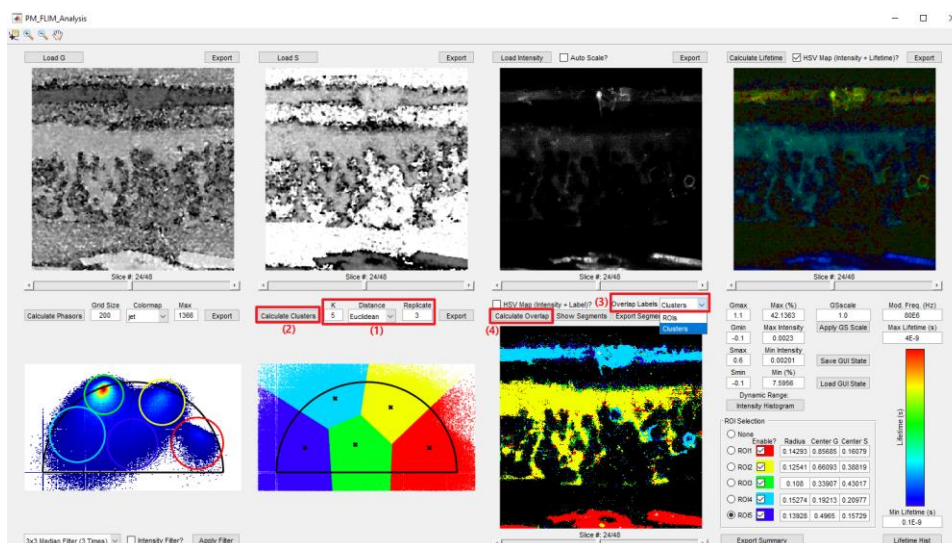 PM_FLIM_Analysis
Load G Export Load S Export Load Intensity Auto Scale? Export Calculate Lifetime HSV Map (Intensity + Lifetime)? Export
Slice #: 24/48 Slice #: 24/48 Slice #: 24/48 Slice #: 24/48
Grid Size Colormap Max K Distance Replicate HSV Map (Intensity + Label)? (3) Overlap Labels Clusters Gmax Max (%) GScale Mod. Freq. (Hz)
Calculate Phasors 200 jet 1366 Export Calculate Clusters 5 Euclidean 3 Export Calculate Overlap Show Segments Export Segme ROIs 1.1 42.1363 1.0 80E6
(2) (1) (4) Clusters Gmin Max Intensity Apply GS Scale Max Lifetime (s)
-0.1 0.0023 4E-9
Smax Min Intensity
0.6 0.00201 Save GUI State
Smin Min (%)
-0.1 7.5956 Load GUI State
Dynamic Range:
Intensity Histogram
ROI Selection
None
Enable? Radius Center G Center S
ROI1 0.14293 0.85685 0.16079
ROI2 0.12541 0.66093 0.38819
ROI3 0.108 0.33907 0.43017
ROI4 0.15274 0.19213 0.20977
ROI5 0.13928 0.4965 0.15729
Lifetime (s)
Min Lifetime (s)
0.1E-9
Slice #: 24/48
3x3 Median Filter (3 Times) Intensity Filter? Apply Filter Export Summary Lifetime Hist